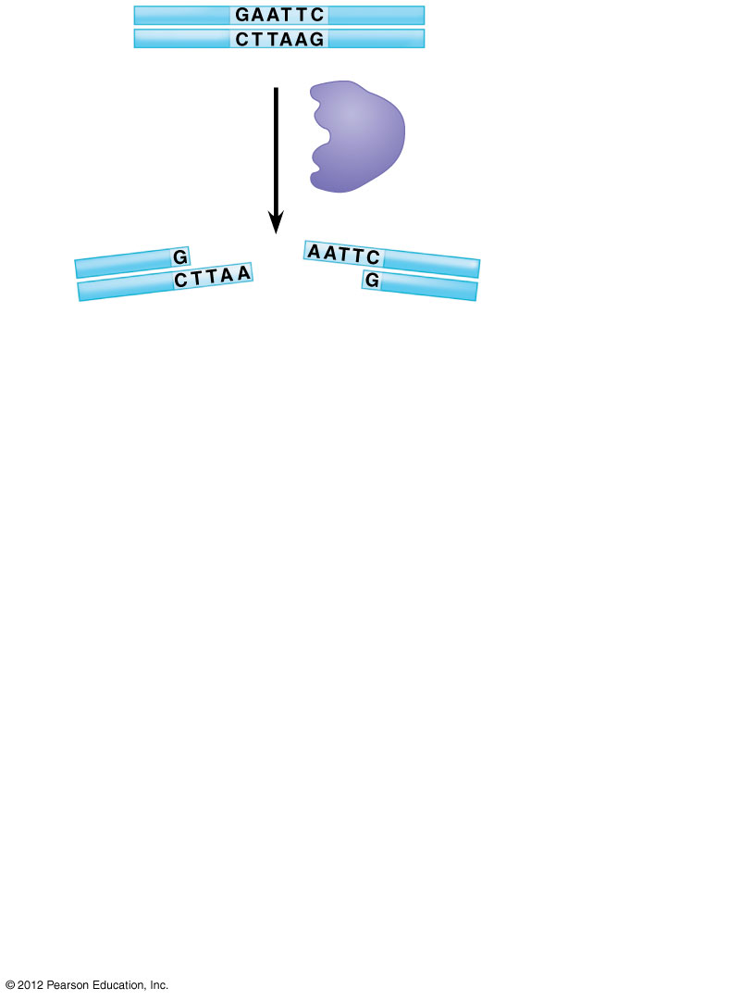 GAATTC
CTTAAG
G
CTTAA
AATTC
G
© 2012 Pearson Education, Inc.